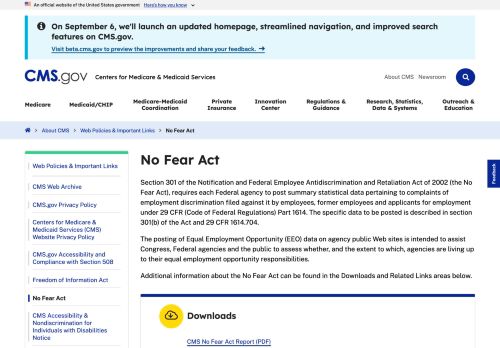 An official website of the United States government Here's how you know
On September 6, we'll launch an updated homepage, streamlined navigation, and improved search
features on CMS.gov.
Visit beta.cms.gov to preview the improvements and share your feedback. →
CMS.gov Centers for Medicare & Medicaid Services
About CMS Newsroom
Medicare
Medicaid/CHIP
Medicare-Medicaid
Coordination
Private
Insurance
Innovation
Center
Regulations &
Guidance
Research, Statistics,
Data & Systems
Outreach &
Education
About CMS > Web Policies & Important Links > No Fear Act
Feedback
Web Policies & Important Links
CMS Web Archive
CMS.gov Privacy Policy
Centers for Medicare &
Medicaid Services (CMS)
Website Privacy Policy
CMS.gov Accessibility and
Compliance with Section 508
Freedom of Information Act
No Fear Act
CMS Accessibility &
Nondiscrimination for
Individuals with Disabilities
Notice
No Fear Act
Section 301 of the Notification and Federal Employee Antidiscrimination and Retaliation Act of 2002 (the No
Fear Act), requires each Federal agency to post summary statistical data pertaining to complaints of
employment discrimination filed against it by employees, former employees and applicants for employment
under 29 CFR (Code of Federal Regulations) Part 1614. The specific data to be posted is described in section
301(b) of the Act and 29 CFR 1614.704.
The posting of Equal Employment Opportunity (EEO) data on agency public Web sites is intended to assist
Congress, Federal agencies and the public to assess whether, and the extent to which, agencies are living up
to their equal employment opportunity responsibilities.
Additional information about the No Fear Act can be found in the Downloads and Related Links areas below.
Downloads
CMS No Fear Act Report (PDF)